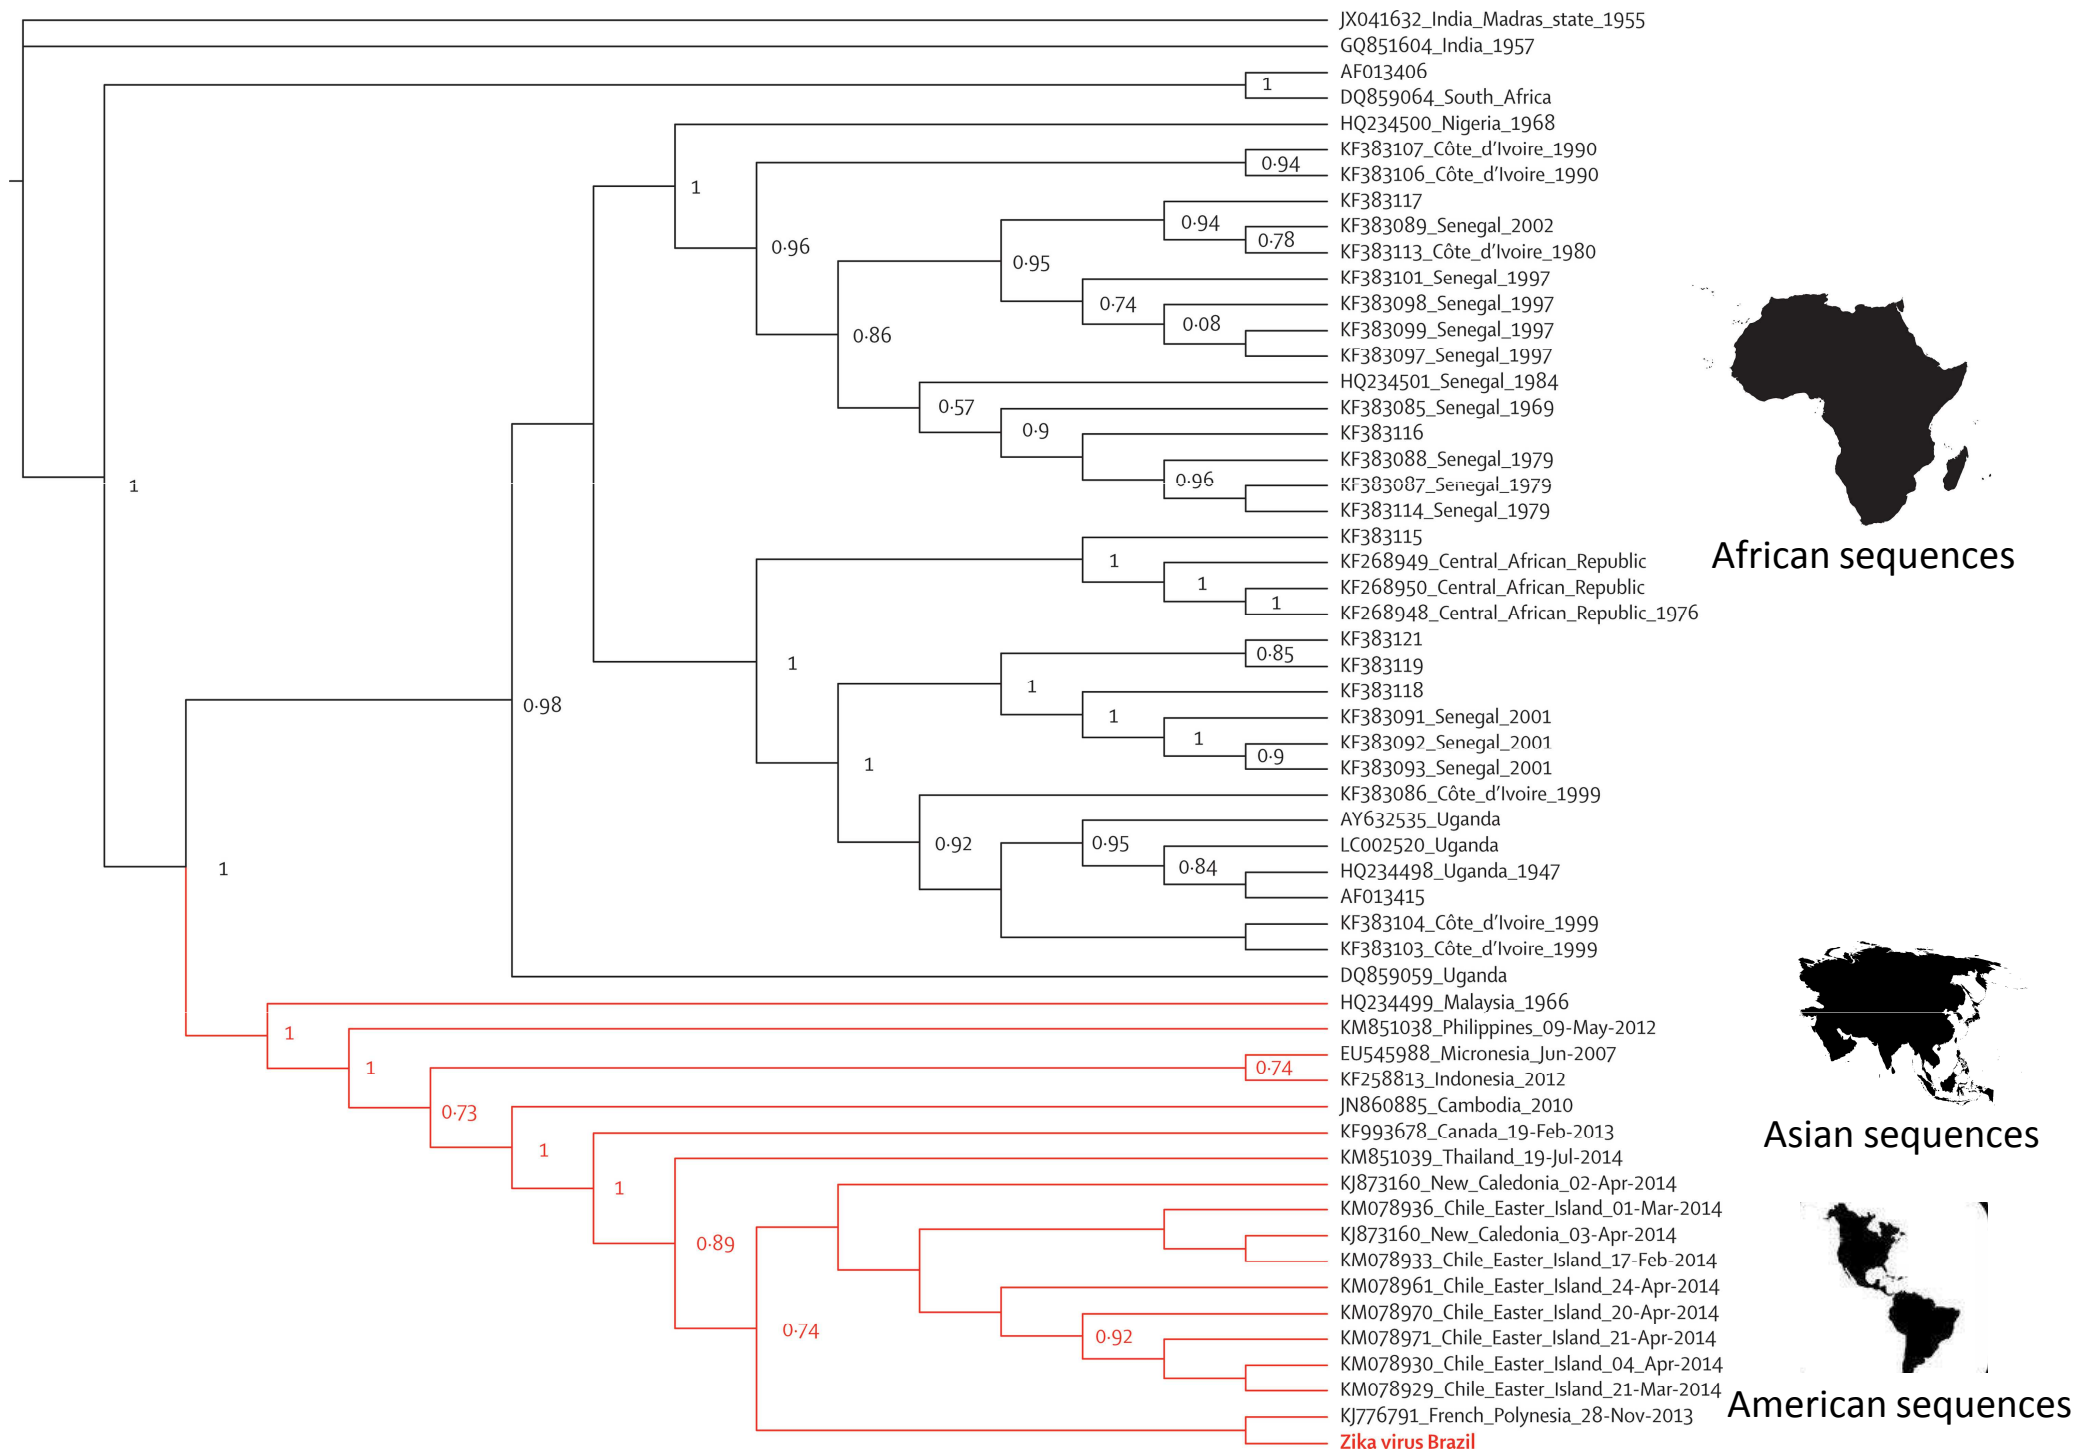 JX041632_India_Madras_state_1955
GQ851604_India_1957
AF013406
1
DQ859064_South_Africa
HQ234500_Nigeria_1968
KF383107_Côte_d'Ivoire_1990
0·94
KF383106_Côte_d'Ivoire_1990
1
KF383117
0·94
KF383089_Senegal_2002
0·78
KF383113_Côte_d'Ivoire_1980
0·96
0·95
KF383101_Senegal_1997
0·74
KF383098_Senegal_1997
0·08
KF383099_Senegal_1997
0·86
KF383097_Senegal_1997
HQ234501_Senegal_1984
0·57
KF383085_Senegal_1969
0·9
KF383116
KF383088_Senegal_1979
0·96
1
KF383087_Senegal_1979
KF383114_Senegal_1979
KF383115
African sequences
1
KF268949_Central_African_Republic
1
KF268950_Central_African_Republic
1
KF268948_Central_African_Republic_1976
KF383121
0·85
KF383119
1
1
KF383118
1
KF383091_Senegal_2001
0·98
1
KF383092_Senegal_2001
0·9
KF383093_Senegal_2001
1
KF383086_Côte_d'Ivoire_1999
AY632535_Uganda
0·92
0·95
LC002520_Uganda
0·84
HQ234498_Uganda_1947
1
AF013415
KF383104_Côte_d'Ivoire_1999
KF383103_Côte_d'Ivoire_1999
DQ859059_Uganda
HQ234499_Malaysia_1966
1
KM851038_Philippines_09-May-2012
EU545988_Micronesia_Jun-2007
1
0·74
KF258813_Indonesia_2012
0·73
JN860885_Cambodia_2010
KF993678_Canada_19-Feb-2013
Asian sequences
1
KM851039_Thailand_19-Jul-2014
1
KJ873160_New_Caledonia_02-Apr-2014
KM078936_Chile_Easter_Island_01-Mar-2014
0·89
KJ873160_New_Caledonia_03-Apr-2014
KM078933_Chile_Easter_Island_17-Feb-2014
KM078961_Chile_Easter_Island_24-Apr-2014
KM078970_Chile_Easter_Island_20-Apr-2014
0·74
0·92
KM078971_Chile_Easter_Island_21-Apr-2014
KM078930_Chile_Easter_Island_04_Apr-2014
KM078929_Chile_Easter_Island_21-Mar-2014
American sequences
KJ776791_French_Polynesia_28-Nov-2013
Zika virus Brazil